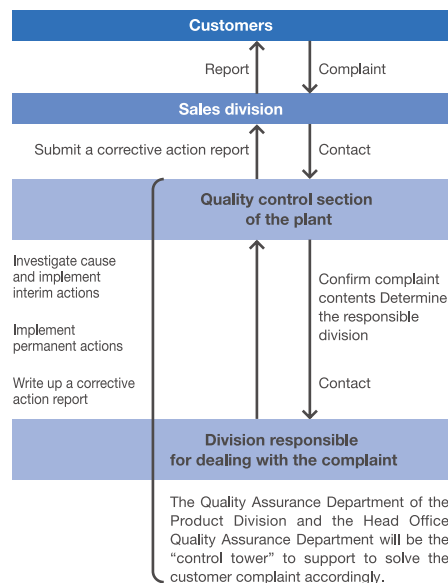 Customers
Report
Complaint
Sales division
Submit a corrective action report
Contact
Quality control section
of the plant
Investigate cause
and implement
interim actions
Implement
permanent actions
Write up a corrective
action report
Confirm complaint
contents Determine
the responsible
division
Contact
Division responsible
for dealing with the complaint
The Quality Assurance Department of the
Product Division and the Head Office
Quality Assurance Department will be the
“control tower” to support to solve the
customer complaint accordingly.